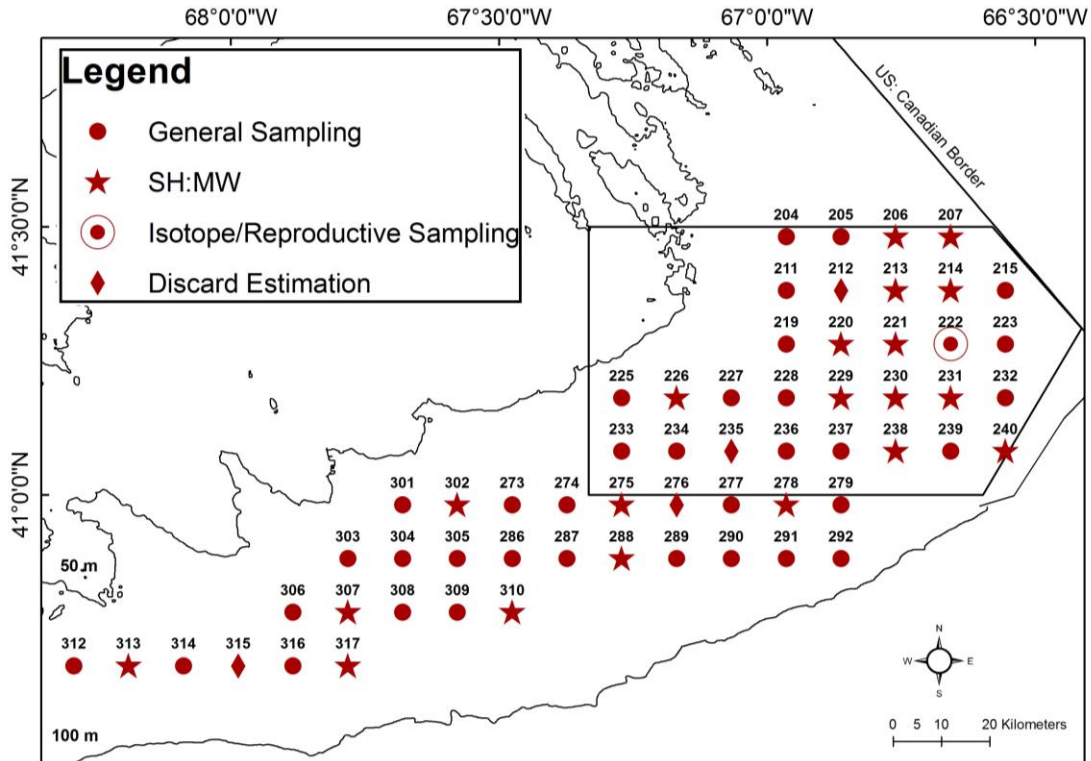 68°0'0"W 67°30'0"W 67°0'0"W 66°30'0"W
Legend
General Sampling
SH:MW
Isotope/Reproductive Sampling
Discard Estimation
US: Canadian Border
41°30'0"N
41°0'0"N
204 205 206 207
211 212 213 214 215
219 220 221 222 223
225 226 227 228 229 230 231 232
233 234 235 236 237 238 239 240
301 302 273 274 275 276 277 278 279
303 304 305 286 287 288 289 290 291 292
50 m
306 307 308 309 310
312 313 314 315 316 317
100 m
N
W E
S
0 5 10 20 Kilometers